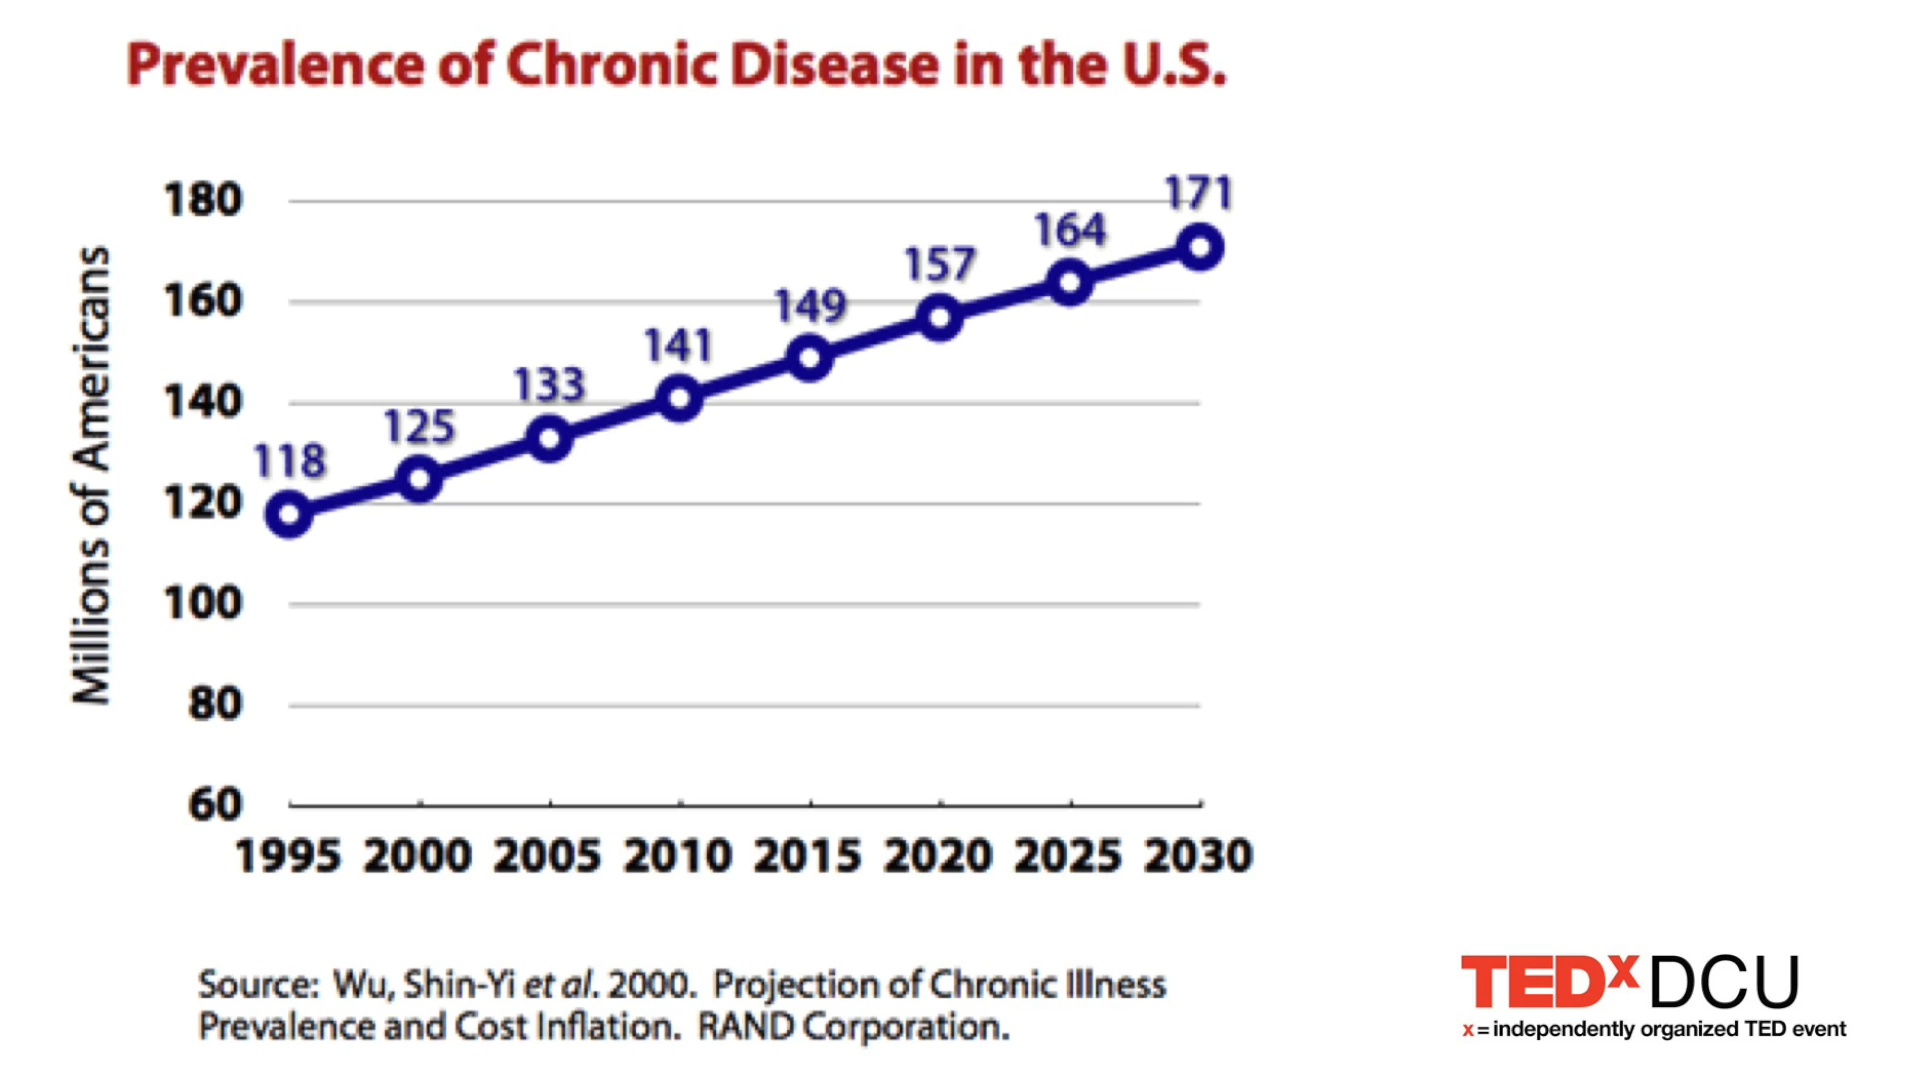 Prevalence of Chronic Disease in the U.S.
Millions of Americans
180
160
140
120
100
80
60
118
125
133
141
149
157
164
171
1995 2000 2005 2010 2015 2020 2025 2030
Source: Wu, Shin-Yi et al. 2000. Projection of Chronic Illness
Prevalence and Cost Inflation. RAND Corporation.
TEDx DCU
x = independently organized TED event